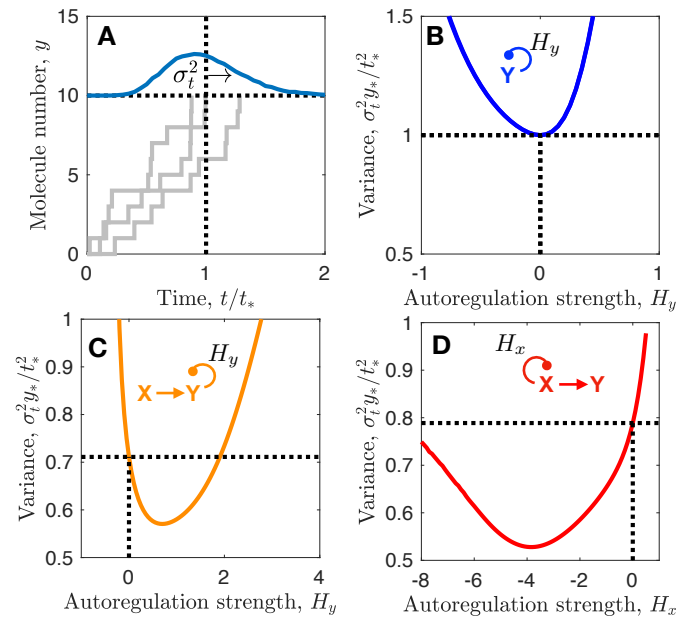 A
Molecule number, y
15
10
5
0
σ_t^2 →
0
1
2
Time, t/t_*
B
Variance, σ_t^2 y_*/t_*^2
1.5
1
0.5
H_y
Y
-1
0
1
Autoregulation strength, H_y
C
Variance, σ_t^2 y_*/t_*^2
1
0.9
0.8
0.7
0.6
0.5
H_y
X → Y
0
2
4
Autoregulation strength, H_y
D
Variance, σ_t^2 y_*/t_*^2
1
0.9
0.8
0.7
0.6
0.5
H_x
X → Y
-8
-6
-4
-2
0
Autoregulation strength, H_x